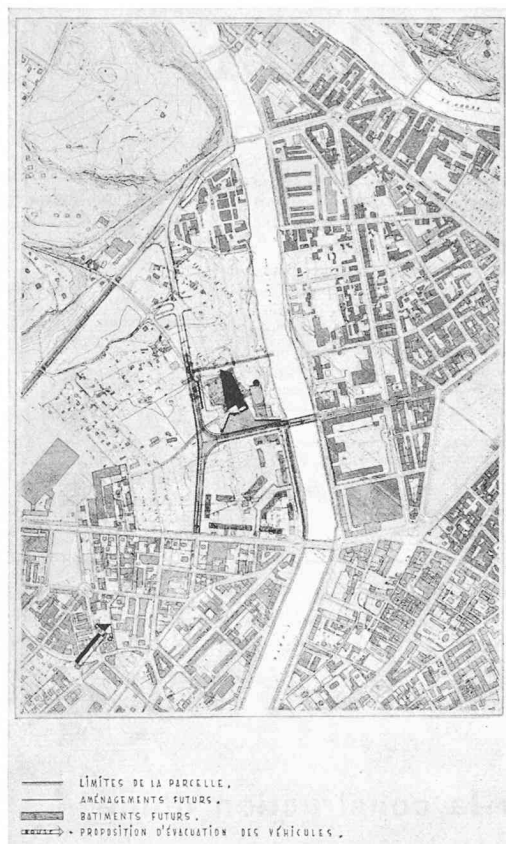 LIMITES DE LA PARCELLE.
AMÉNAGEMENTS FUTURS.
BATIMENTS FUTURS.
PROPOSITION D'ÉVACUATION DES VÉHICULES.